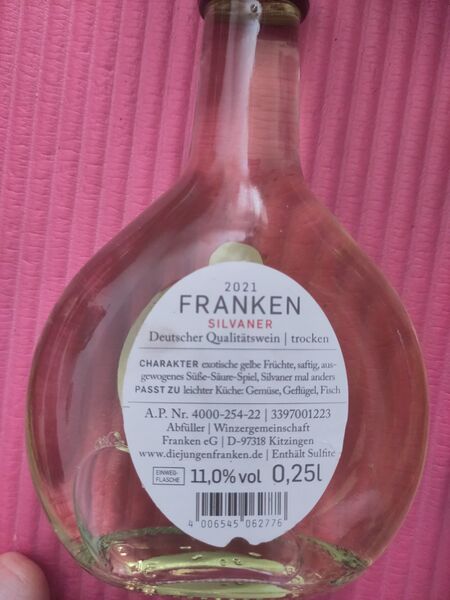 2021
FRANKEN
SILVANER
Deutscher Qualitätswein | trocken
CHARAKTER exotische gelbe Früchte, saftig, aus-
gewogenes Süße-Säure-Spiel, Silvaner mal anders
PASST ZU leichter Küche: Gemüse, Geflügel, Fisch
A.P. Nr. 4000-254-22 | 3397001223
Abfüller | Winzergemeinschaft
Franken eG | D-97318 Kitzingen
www.diejungenfranken.de | Enthält Sulfite
EINWEG-
FLASCHE
11,0%vol 0,25l
4 006545 062776